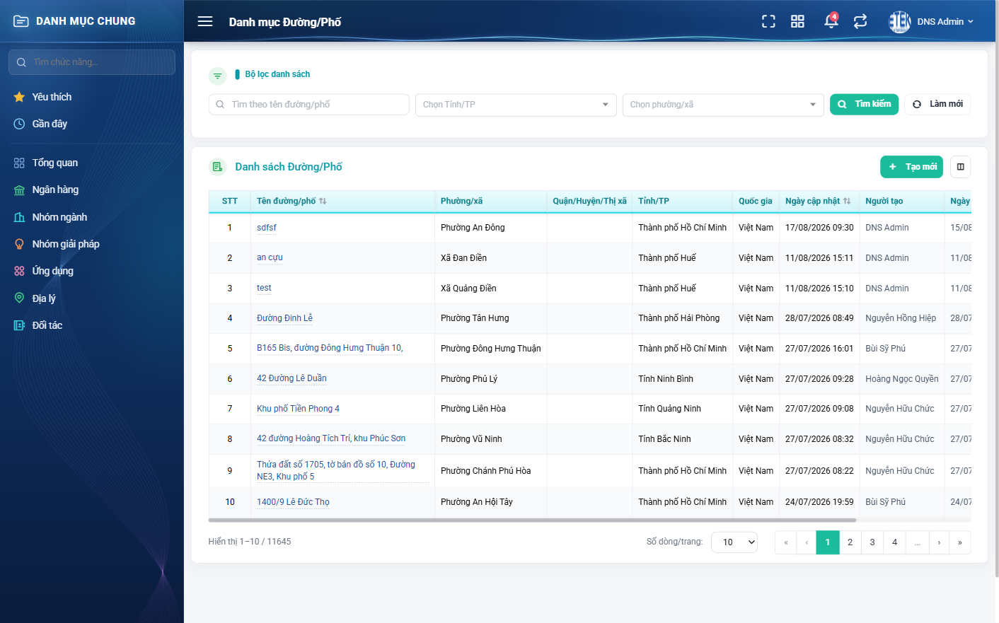 DANH MỤC CHUNG
Danh mục Đường/Phố
4
DNS Admin
Tìm chức năng...
Yêu thích
Gần đây
Tổng quan
Ngân hàng
Nhóm ngành
Nhóm giải pháp
Ứng dụng
Địa lý
Đối tác
Bộ lọc danh sách
Tìm theo tên đường/phố
Chọn Tỉnh/TP
Chọn phường/xã
Tìm kiếm
Làm mới
Danh sách Đường/Phố
Tạo mới
STT Tên đường/phố Phường/xã Quận/Huyện/Thị xã Tỉnh/TP Quốc gia Ngày cập nhật Người tạo Ngày
1 sdfsf Phường An Đông Thành phố Hồ Chí Minh Việt Nam 17/08/2026 09:30 DNS Admin 15/08
2 an cựu Xã Đan Điền Thành phố Huế Việt Nam 11/08/2026 15:11 DNS Admin 11/08
3 test Xã Quảng Điền Thành phố Huế Việt Nam 11/08/2026 15:10 DNS Admin 11/08
4 Đường Đinh Lễ Phường Tân Hưng Thành phố Hải Phòng Việt Nam 28/07/2026 08:49 Nguyễn Hồng Hiệp 28/07
5 B165 Bis, đường Đông Hưng Thuận 10, Phường Đông Hưng Thuận Thành phố Hồ Chí Minh Việt Nam 27/07/2026 16:01 Bùi Sỹ Phú 27/07
6 42 Đường Lê Duẩn Phường Phủ Lý Tỉnh Ninh Bình Việt Nam 27/07/2026 09:28 Hoàng Ngọc Quyền 27/07
7 Khu phố Tiền Phong 4 Phường Liên Hòa Tỉnh Quảng Ninh Việt Nam 27/07/2026 09:08 Nguyễn Hữu Chức 27/07
8 42 đường Hoàng Tích Trí, khu Phúc Sơn Phường Vũ Ninh Tỉnh Bắc Ninh Việt Nam 27/07/2026 08:32 Nguyễn Hữu Chức 27/07
9 Thửa đất số 1705, tờ bản đồ số 10, Đường NE3, Khu phố 5 Phường Chánh Phú Hòa Thành phố Hồ Chí Minh Việt Nam 27/07/2026 08:22 Nguyễn Hữu Chức 27/07
10 1400/9 Lê Đức Thọ Phường An Hội Tây Thành phố Hồ Chí Minh Việt Nam 24/07/2026 19:59 Bùi Sỹ Phú 24/07
Hiển thị 1–10 / 11645
Số dòng/trang: 10
« ‹ 1 2 3 4 ... › »